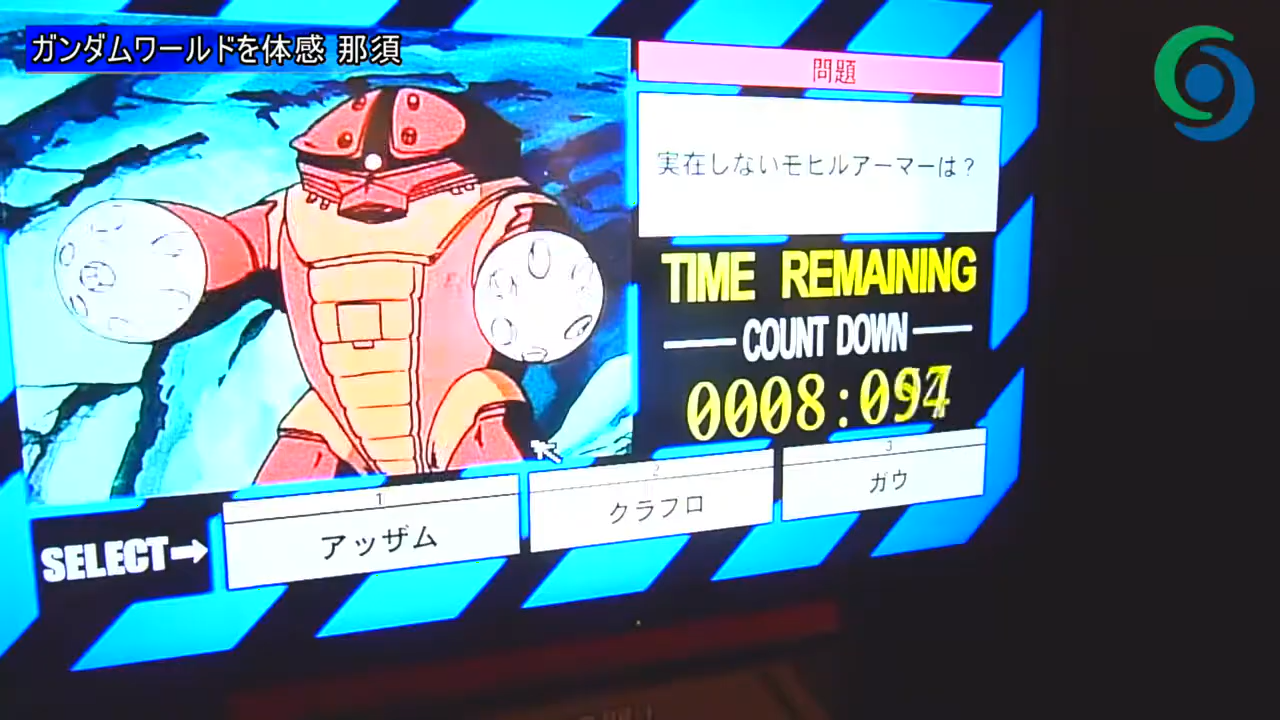 ガンダムワールドを体感 那須
問題
実在しないモビルアーマーは？
TIME REMAINING
COUNT DOWN
SELECT→
1
アッザム
2
クラブロ
3
ガウ